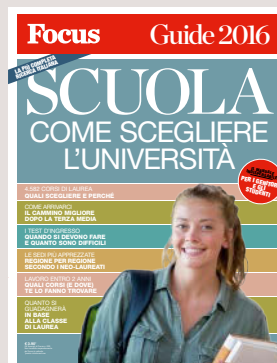 Focus
Guide 2016
LA PIÙ COMPLETA
RICERCA ITALIANA
SCUOLA
COME SCEGLIERE
L'UNIVERSITÀ
PER I GENITORI
E GLI
STUDENTI
4.582 CORSI DI LAUREA
QUALI SCEGLIERE E PERCHÉ
COME ARRIVARCI
IL CAMMINO MIGLIORE
DOPO LA TERZA MEDIA
I TEST D'INGRESSO
QUANDO SI DEVONO FARE
E QUANTO SONO DIFFICILI
LE SEDI PIÙ APPREZZATE
REGIONE PER REGIONE
SECONDO I NEO-LAUREATI
LAVORO ENTRO 2 ANNI
QUALI CORSI (E DOVE)
TE LO FANNO TROVARE
QUANTO SI
GUADAGNERÀ
IN BASE
ALLA CLASSE
DI LAUREA